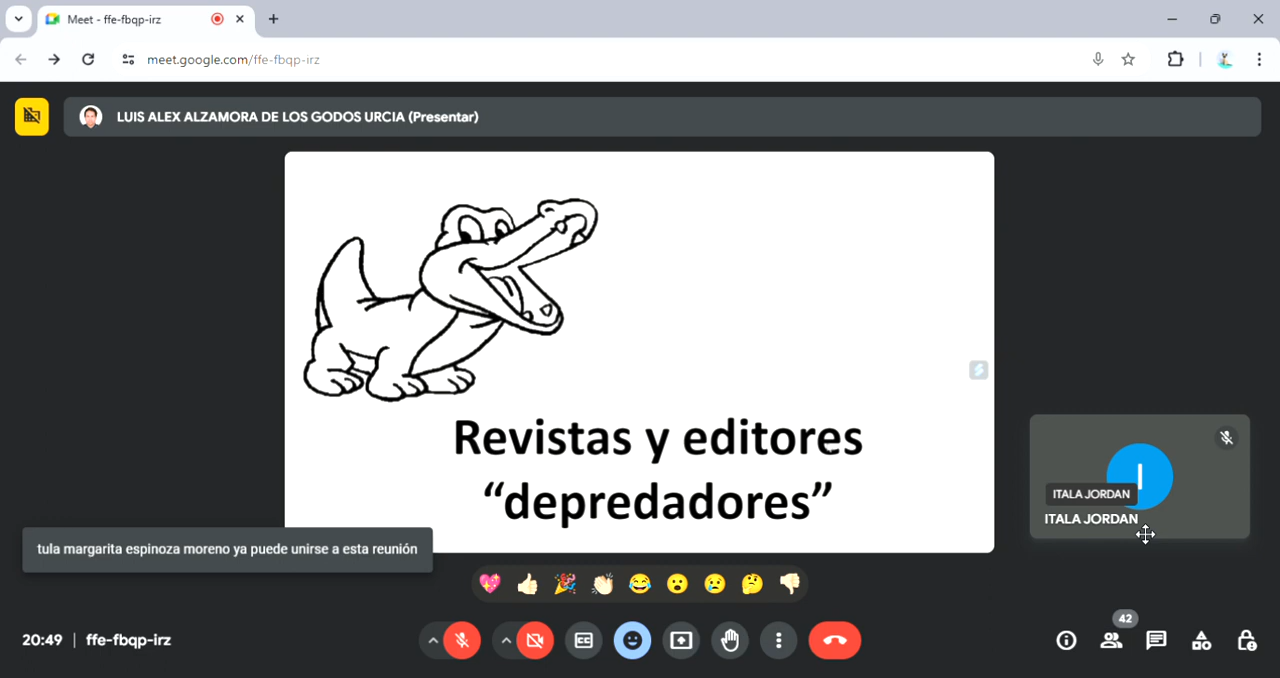 Meet - ffe-fbqp-irz
meet.google.com/ffe-fbqp-irz
LUIS ALEX ALZAMORA DE LOS GODOS URCIA (Presentar)
Revistas y editores
“depredadores”
I
ITALA JORDAN
ITALA JORDAN
tula margarita espinoza moreno ya puede unirse a esta reunión
20:49 | ffe-fbqp-irz
CC
42